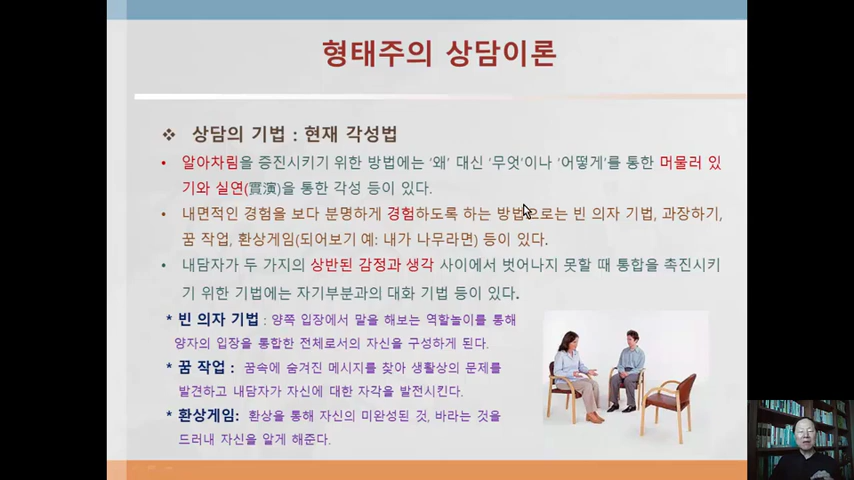 형태주의 상담이론
❖ 상담의 기법 : 현재 각성법
• 알아차림을 증진시키기 위한 방법에는 '왜' 대신 '무엇'이나 '어떻게'를 통한 머물러 있
기와 실연(實演)을 통한 각성 등이 있다.
• 내면적인 경험을 보다 분명하게 경험하도록 하는 방법으로는 빈 의자 기법, 과장하기,
꿈 작업, 환상게임(되어보기 예: 내가 나무라면) 등이 있다.
• 내담자가 두 가지의 상반된 감정과 생각 사이에서 벗어나지 못할 때 통합을 촉진시키
기 위한 기법에는 자기부분과의 대화 기법 등이 있다.
* 빈 의자 기법 : 양쪽 입장에서 말을 해보는 역할놀이를 통해
양자의 입장을 통합한 전체로서의 자신을 구성하게 된다.
* 꿈 작업 : 꿈속에 숨겨진 메시지를 찾아 생활상의 문제를
발견하고 내담자가 자신에 대한 자각을 발전시킨다.
* 환상게임: 환상을 통해 자신의 미완성된 것, 바라는 것을
드러내 자신을 알게 해준다.